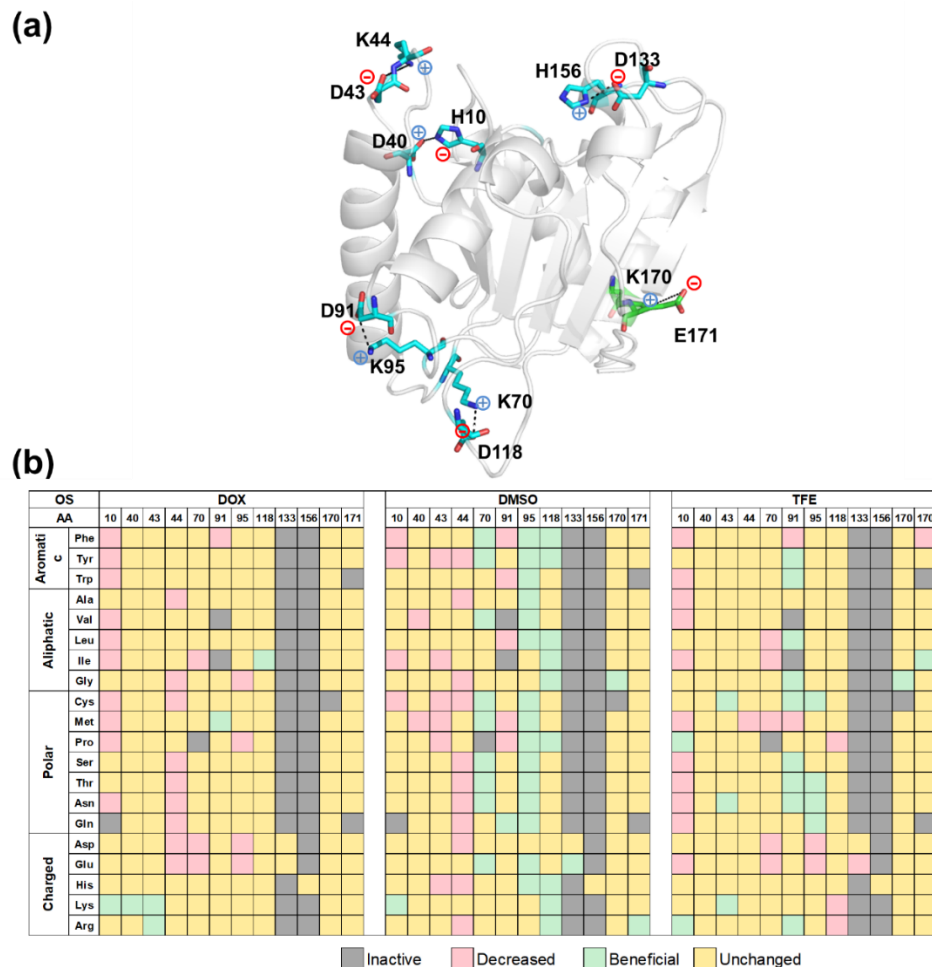 (a)
K44
D43
H10
D40
H156
D133
K170
E171
D91
K95
K70
D118
(b)
OS DOX DMSO TFE
AA 10 40 43 44 70 91 95 118 133 156 170 171 10 40 43 44 70 91 95 118 133 156 170 171 10 40 43 44 70 91 95 118 133 156 170 170
Aromatic
Phe
Tyr
Trp
Aliphatic
Ala
Val
Leu
Ile
Gly
Polar
Cys
Met
Pro
Ser
Thr
Asn
Gln
Charged
Asp
Glu
His
Lys
Arg
Inactive Decreased Beneficial Unchanged